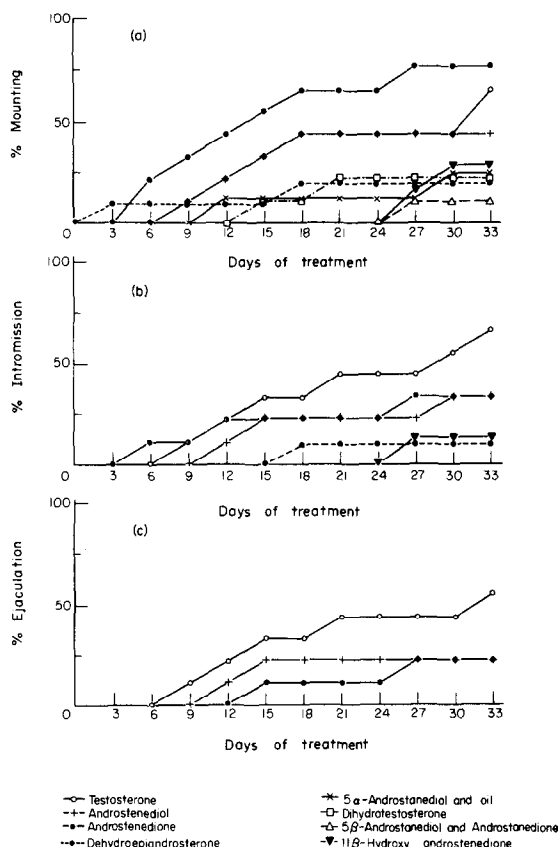 100
(a)
% Mounting
50
0 3 6 9 12 15 18 21 24 27 30 33
Days of treatment
100
(b)
% Intromission
50
0 3 6 9 12 15 18 21 24 27 30 33
Days of treatment
100
(c)
% Ejaculation
50
0 3 6 9 12 15 18 21 24 27 30 33
Days of treatment
Testosterone
Androstenediol
Androstenedione
Dehydroepiandrosterone
5α-Androstanediol and oil
Dihydrotestosterone
5β-Androstanediol and Androstanedione
11β-Hydroxy androstenedione